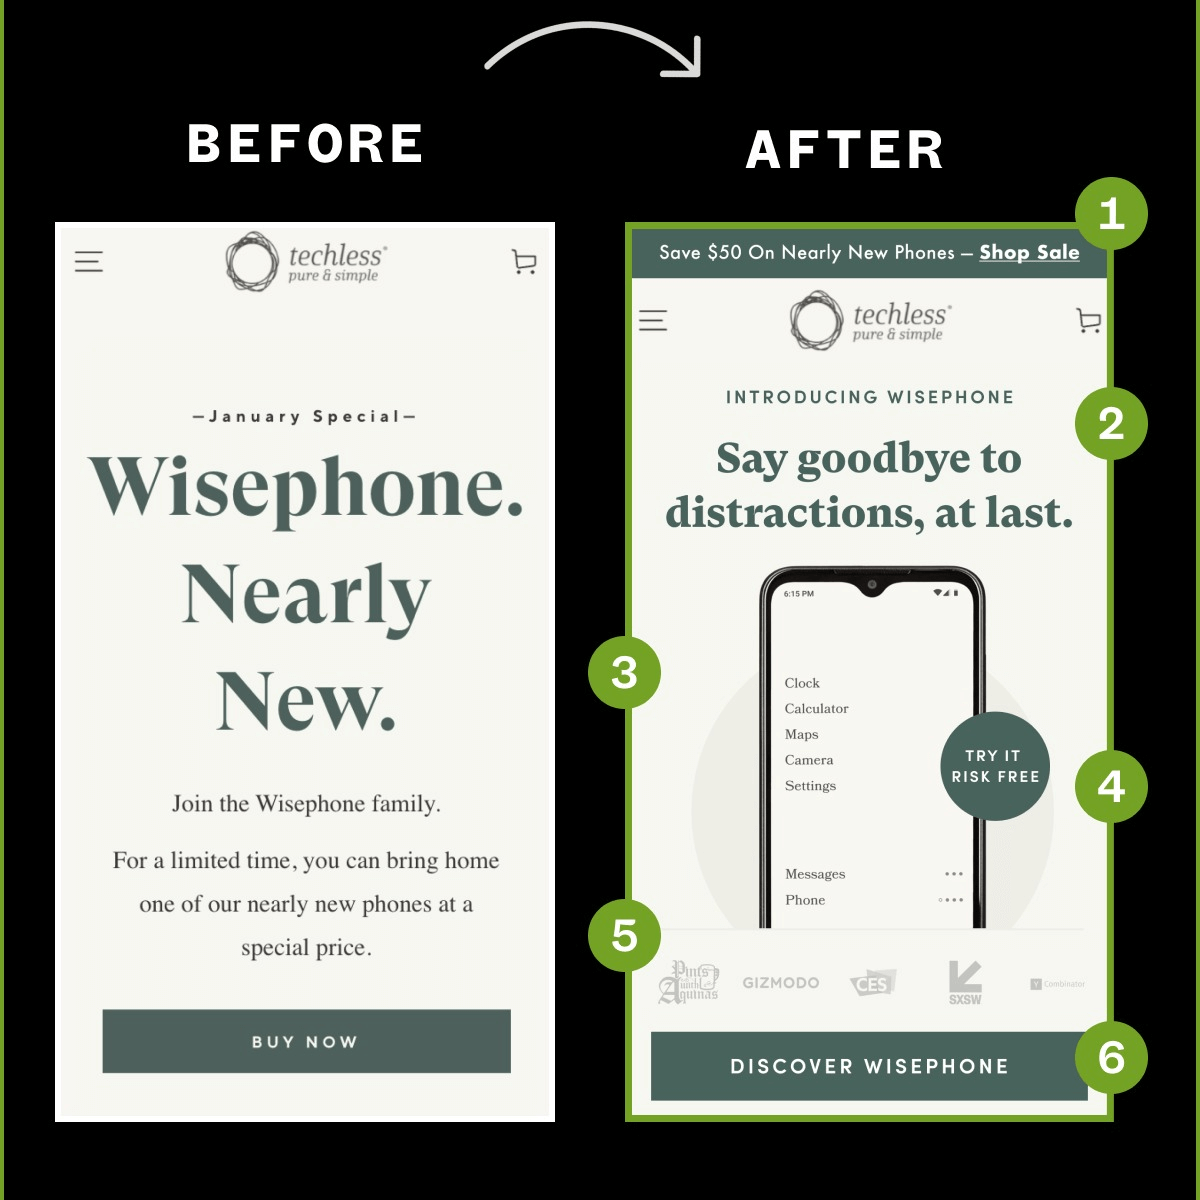 BEFORE
AFTER
techless
pure & simple
—January Special—
Wisephone.
Nearly
New.
Join the Wisephone family.
For a limited time, you can bring home
one of our nearly new phones at a
special price.
BUY NOW
1
Save $50 On Nearly New Phones — Shop Sale
techless
pure & simple
INTRODUCING WISEPHONE
2
Say goodbye to
distractions, at last.
6:15 PM
3
Clock
Calculator
Maps
Camera
Settings
TRY IT
RISK FREE
4
Messages
Phone
5
Pints
with
Aquinas
GIZMODO
CES
SXSW
Y Combinator
DISCOVER WISEPHONE
6